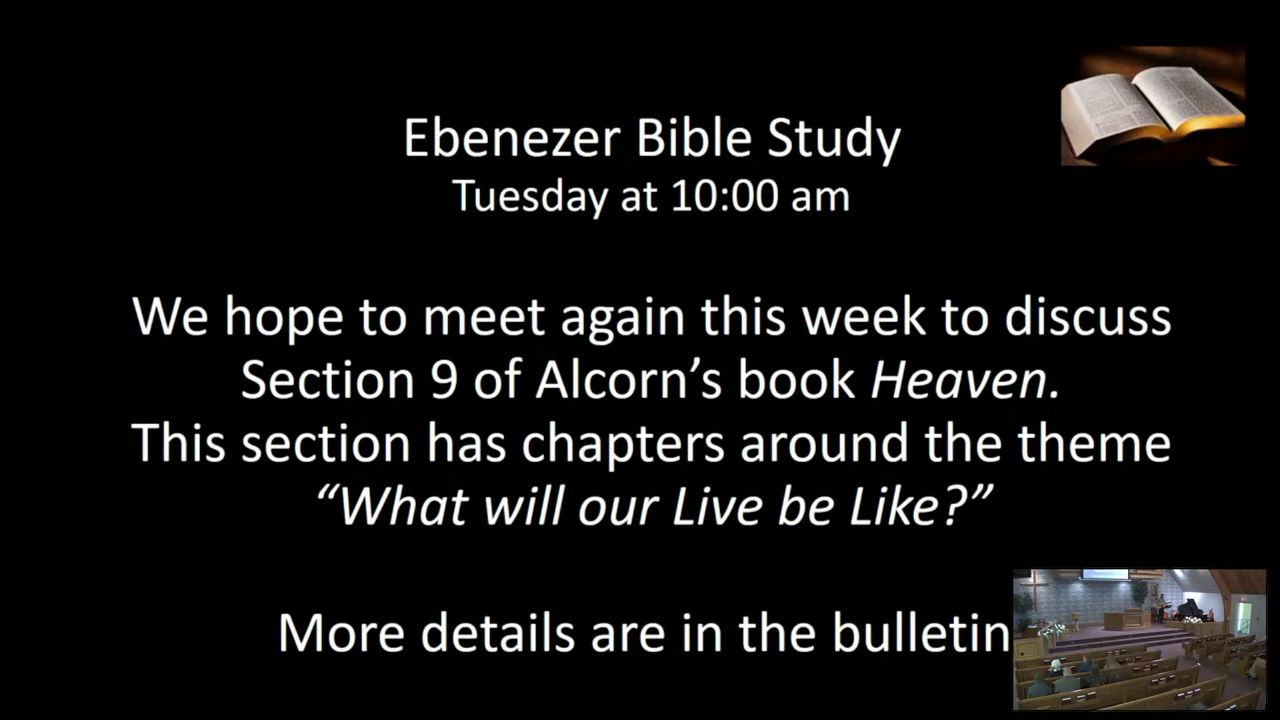 Ebenezer Bible Study
Tuesday at 10:00 am
We hope to meet again this week to discuss
Section 9 of Alcorn’s book Heaven.
This section has chapters around the theme
“What will our Live be Like?”
More details are in the bulletin